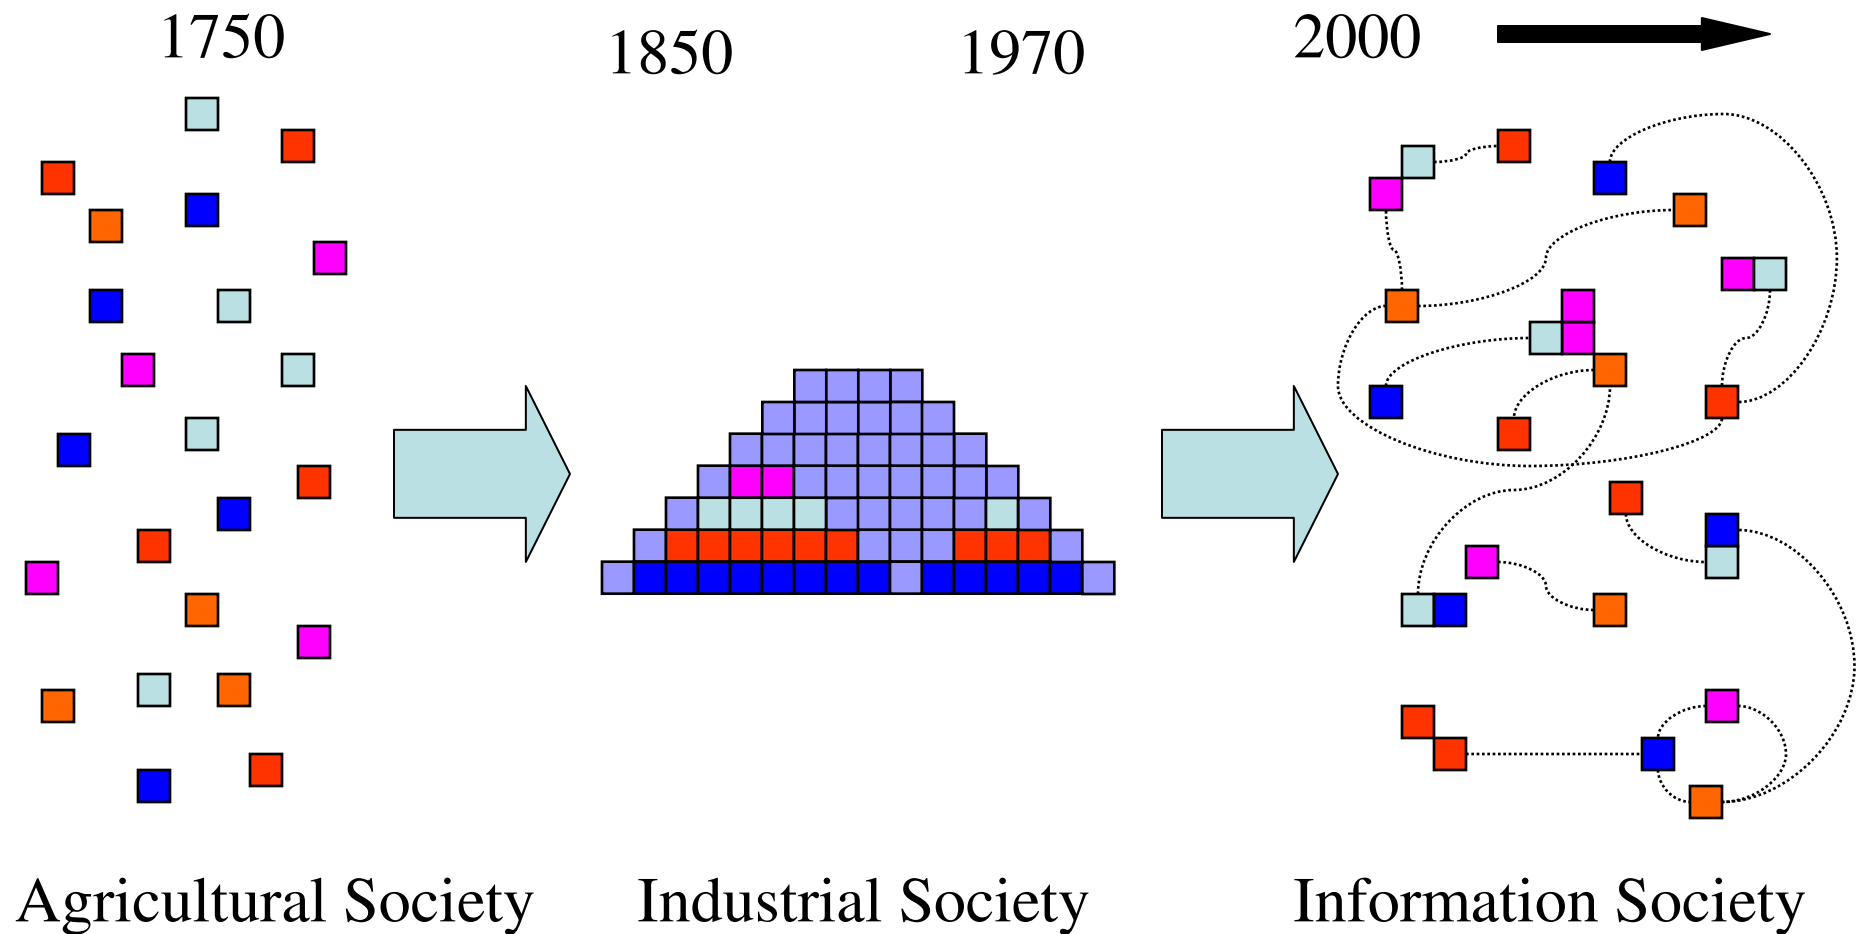 1750
1850
1970
2000
Agricultural Society
Industrial Society
Information Society